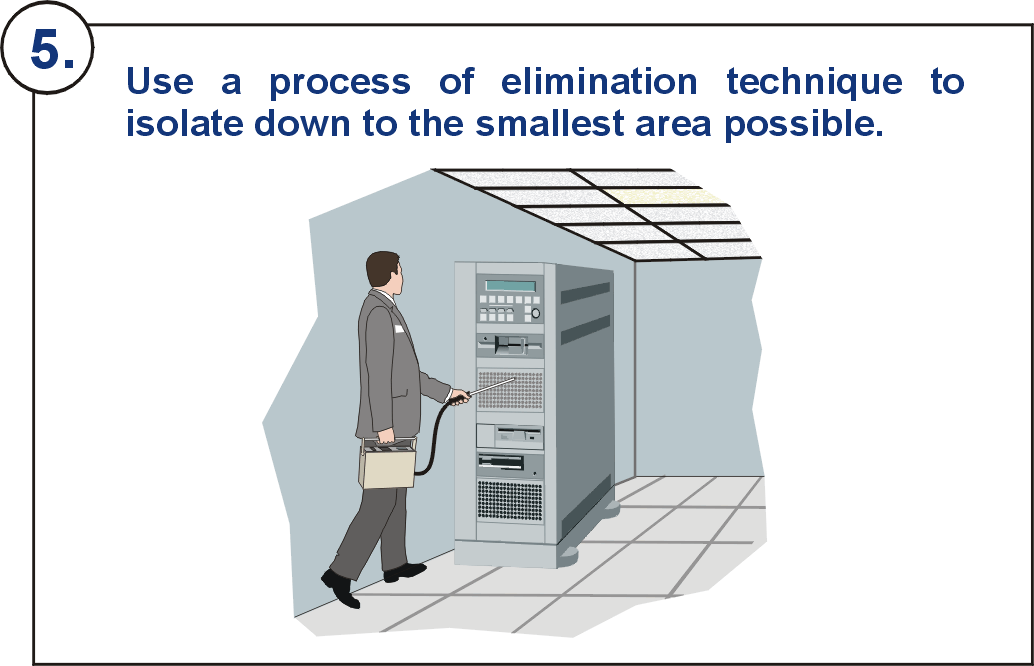 5.
Use a process of elimination technique to
isolate down to the smallest area possible.